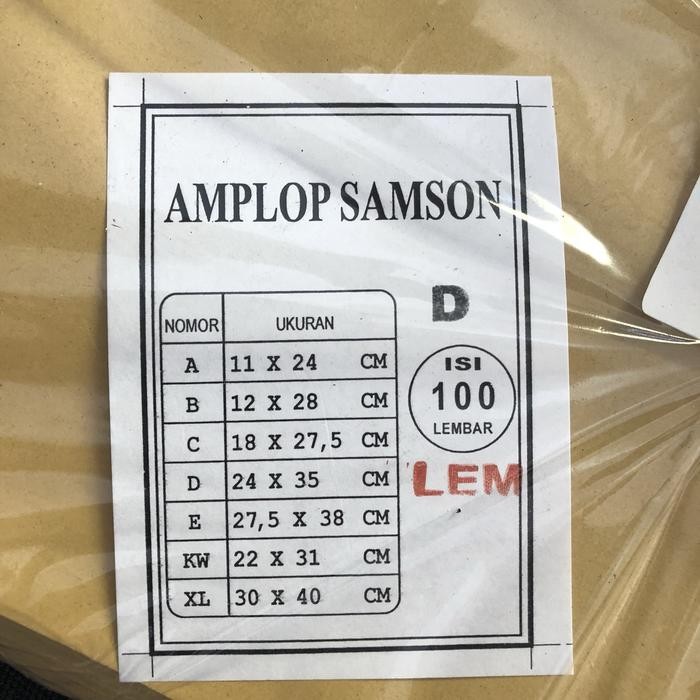 AMPLOP SAMSON
D
NOMOR UKURAN
A 11 X 24 CM
B 12 X 28 CM
C 18 X 27,5 CM
D 24 X 35 CM
E 27,5 X 38 CM
KW 22 X 31 CM
XL 30 X 40 CM
ISI
100
LEMBAR
LEM